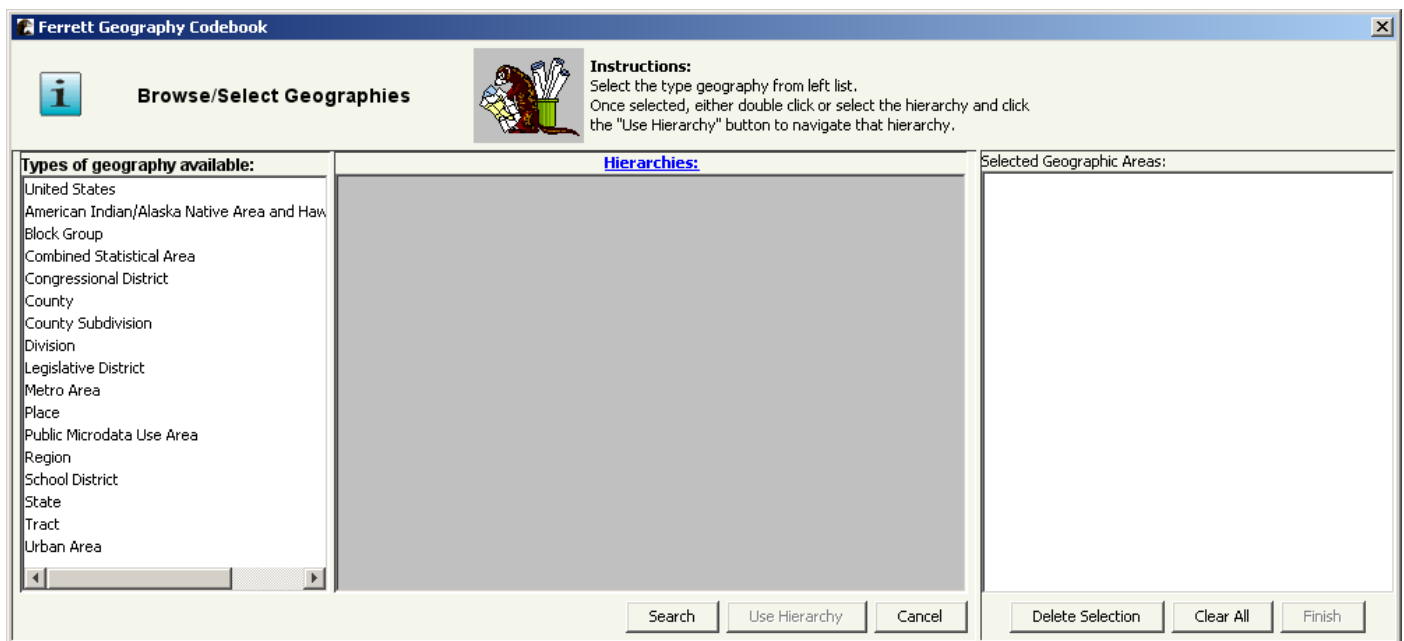 Ferrett Geography Codebook
i
Browse/Select Geographies
Instructions:
Select the type geography from left list.
Once selected, either double click or select the hierarchy and click
the "Use Hierarchy" button to navigate that hierarchy.
Types of geography available:
United States
American Indian/Alaska Native Area and Haw
Block Group
Combined Statistical Area
Congressional District
County
County Subdivision
Division
Legislative District
Metro Area
Place
Public Microdata Use Area
Region
School District
State
Tract
Urban Area
Hierarchies:
Selected Geographic Areas:
Search
Use Hierarchy
Cancel
Delete Selection
Clear All
Finish